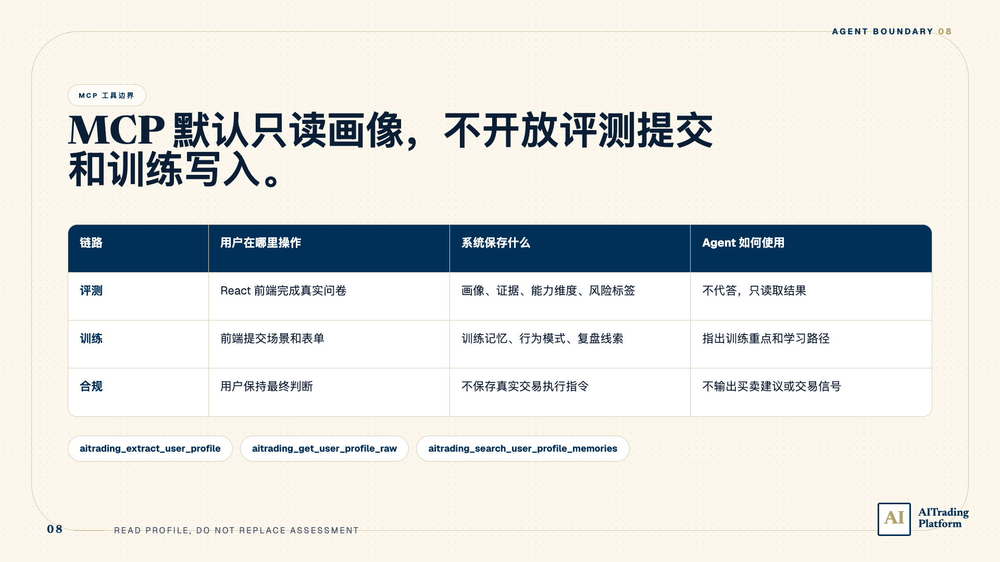 AGENT BOUNDARY 08
MCP 工具边界
MCP 默认只读画像，不开放评测提交
和训练写入。
链路 用户在哪里操作 系统保存什么 Agent 如何使用
评测 React 前端完成真实问卷 画像、证据、能力维度、风险标签 不代答，只读取结果
训练 前端提交场景和表单 训练记忆、行为模式、复盘线索 指出训练重点和学习路径
合规 用户保持最终判断 不保存真实交易执行指令 不输出买卖建议或交易信号
aitrading_extract_user_profile aitrading_get_user_profile_raw aitrading_search_user_profile_memories
08 READ PROFILE, DO NOT REPLACE ASSESSMENT
AI
AITrading
Platform